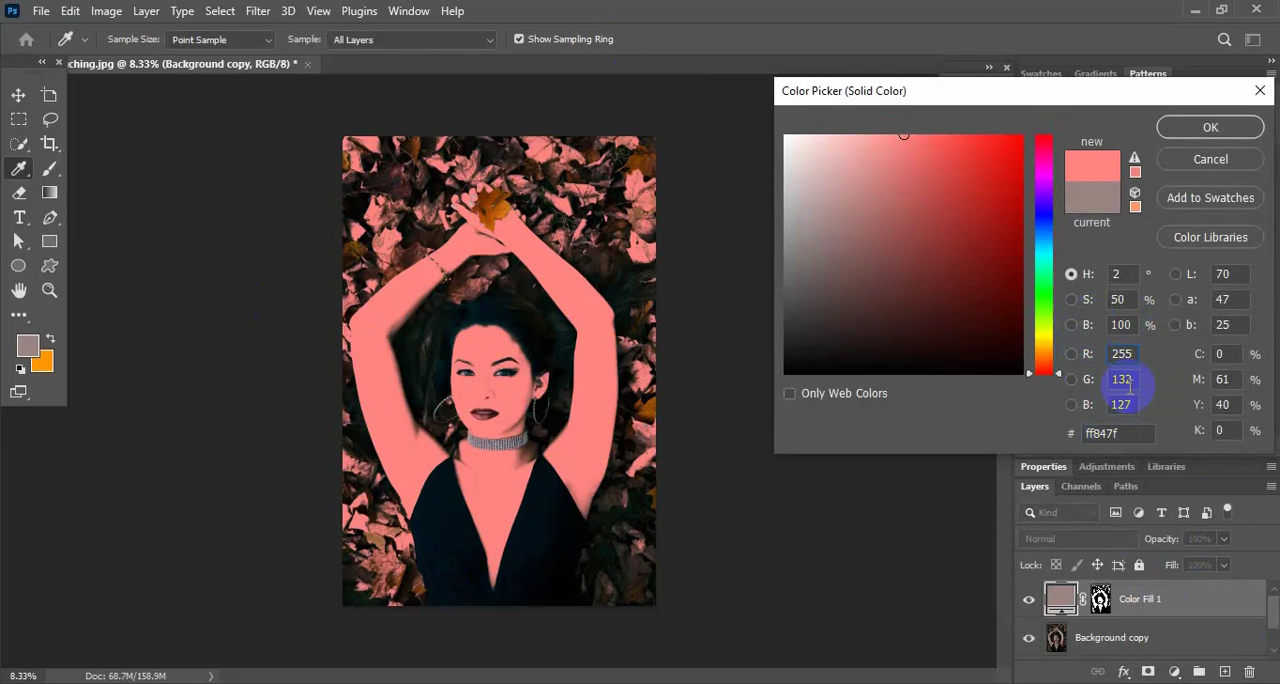 Ps File Edit Image Layer Type Select Filter 3D View Plugins Window Help
Sample Size: Point Sample Sample: All Layers Show Sampling Ring
ching.jpg @ 8.33% (Background copy, RGB/8) *
Swatches Gradients Patterns
Color Picker (Solid Color)
new
OK
Cancel
Add to Swatches
current
Color Libraries
H: 2 ° L: 70
S: 50 % a: 47
B: 100 % b: 25
R: 255 C: 0 %
G: 132 M: 61 %
Only Web Colors
B: 127 Y: 40 %
# ff847f K: 0 %
Properties Adjustments Libraries
Layers Channels Paths
Kind
Normal Opacity: 100%
Lock: Fill: 100%
Color Fill 1
Background copy
8.33% Doc: 68.7M/158.9M
fx